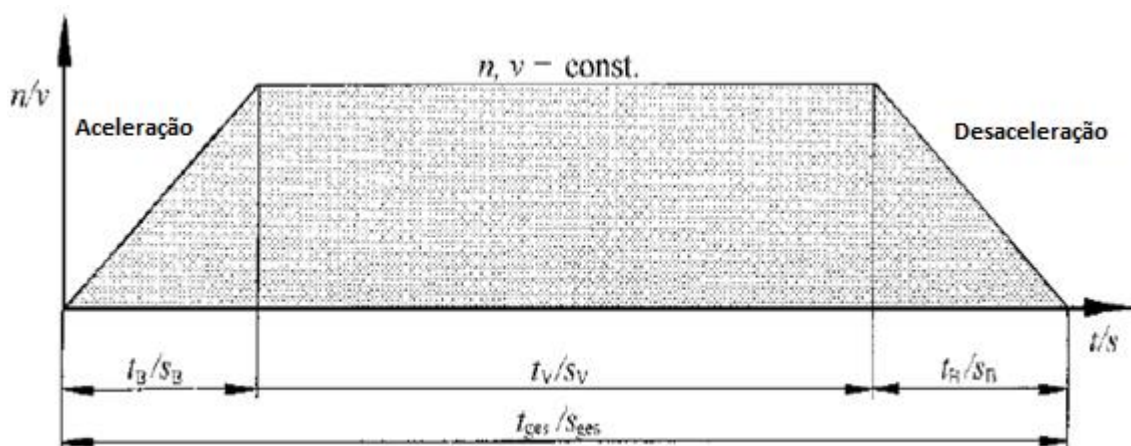 n, v = const.
n/v
Aceleração
Desaceleração
t/s
t_B/s_B
t_V/s_V
t_B/s_B
t_ges/s_ges